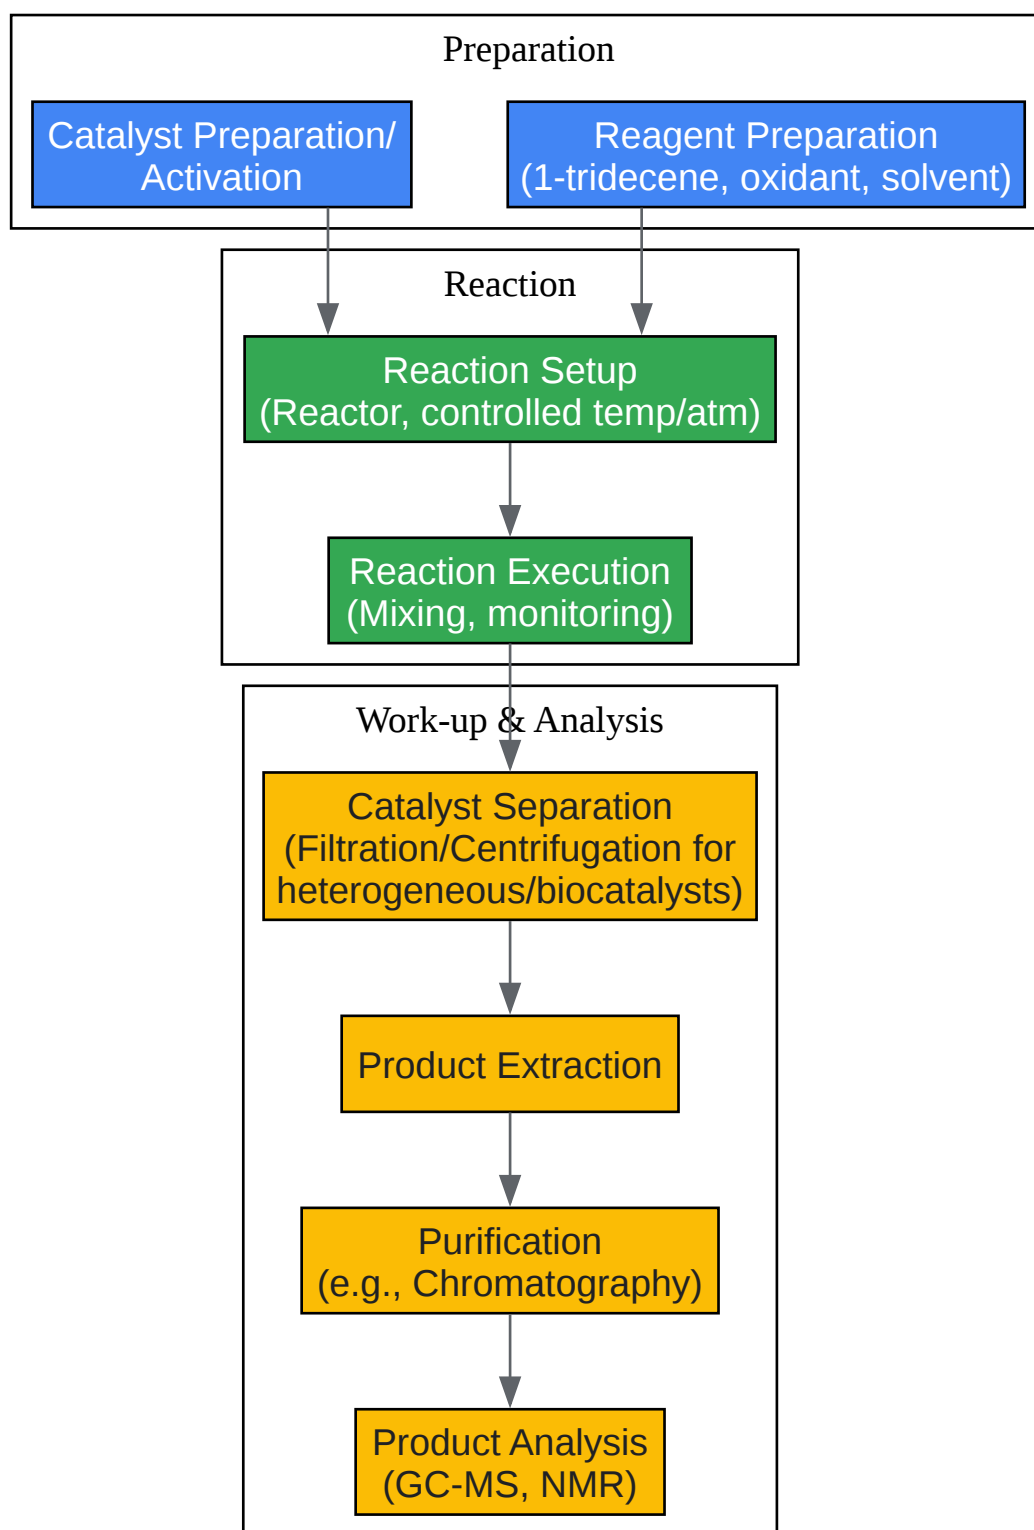 Preparation
Catalyst Preparation/
Activation
Reagent Preparation
(1-tridecene, oxidant, solvent)
Reaction
Reaction Setup
(Reactor, controlled temp/atm)
Reaction Execution
(Mixing, monitoring)
Work-up & Analysis
Catalyst Separation
(Filtration/Centrifugation for
heterogeneous/biocatalysts)
Product Extraction
Purification
(e.g., Chromatography)
Product Analysis
(GC-MS, NMR)